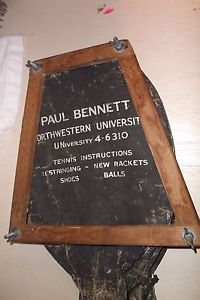 PAUL BENNETT
ORTHWESTERN UNIVERSIT
UNIVERSITY 4-6310
TENNIS INSTRUCTIONS
RESTRINGING - NEW RACKETS
SHOES BALLS